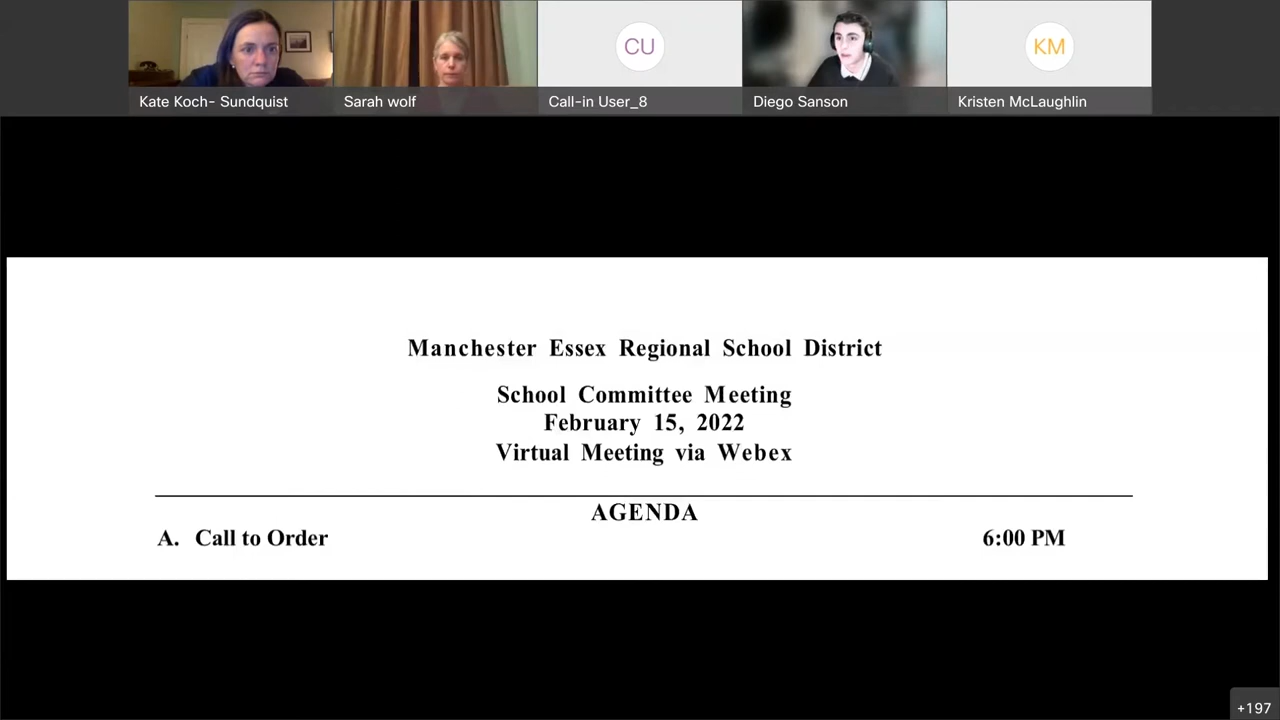 CU
KM
Kate Koch- Sundquist
Sarah wolf
Call-in User_8
Diego Sanson
Kristen McLaughlin
Manchester Essex Regional School District
School Committee Meeting
February 15, 2022
Virtual Meeting via Webex
AGENDA
A. Call to Order 6:00 PM
+197